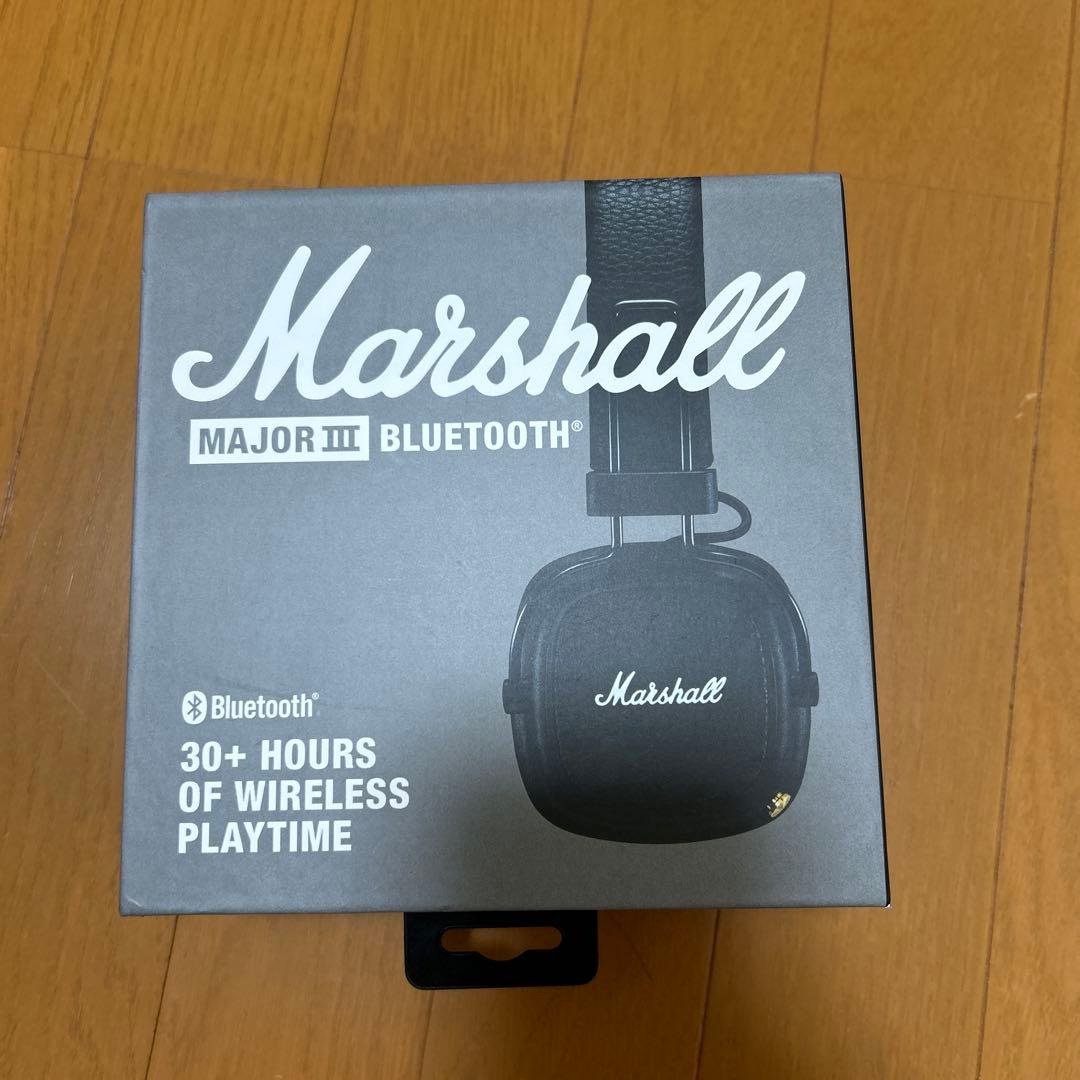 Marshall
MAJOR III BLUETOOTH®
Marshall
Bluetooth®
30+ HOURS
OF WIRELESS
PLAYTIME